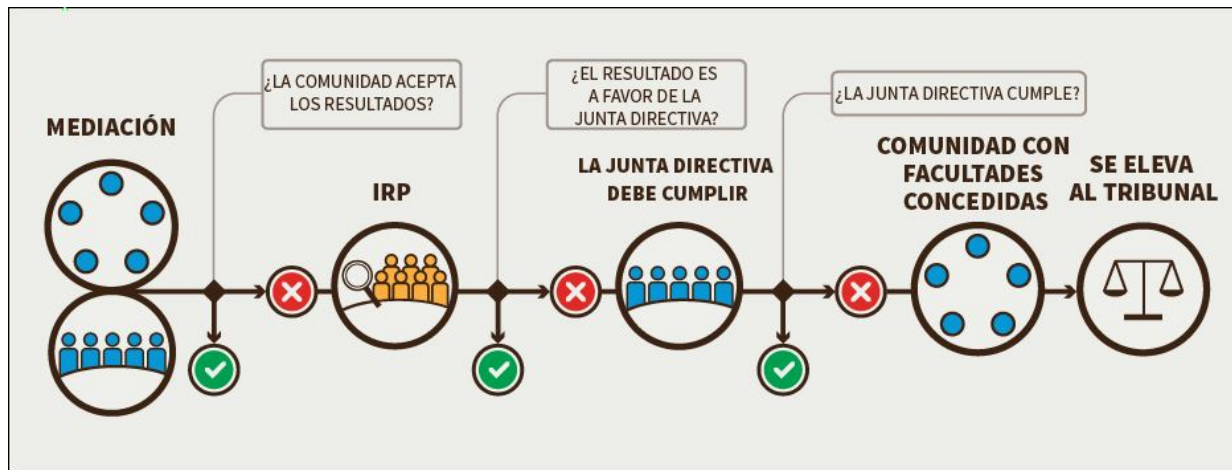 MEDIACIÓN
¿LA COMUNIDAD ACEPTA
LOS RESULTADOS?
IRP
¿EL RESULTADO ES
A FAVOR DE LA
JUNTA DIRECTIVA?
LA JUNTA DIRECTIVA
DEBE CUMPLIR
¿LA JUNTA DIRECTIVA CUMPLE?
COMUNIDAD CON
FACULTADES
CONCEDIDAS
SE ELEVA
AL TRIBUNAL